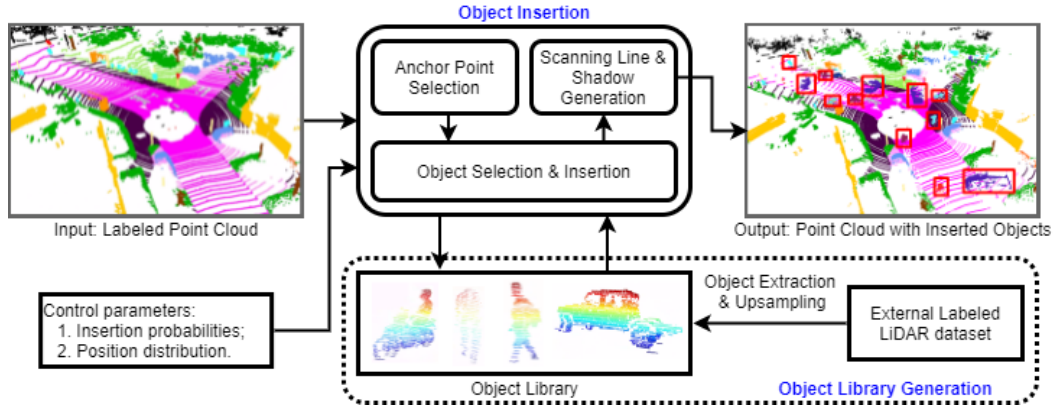 Object Insertion
Anchor Point
Selection
Scanning Line &
Shadow
Generation
Object Selection & Insertion
Input: Labeled Point Cloud
Output: Point Cloud with Inserted Objects
Control parameters:
1. Insertion probabilities;
2. Position distribution.
Object Extraction
& Upsampling
External Labeled
LiDAR dataset
Object Library
Object Library Generation